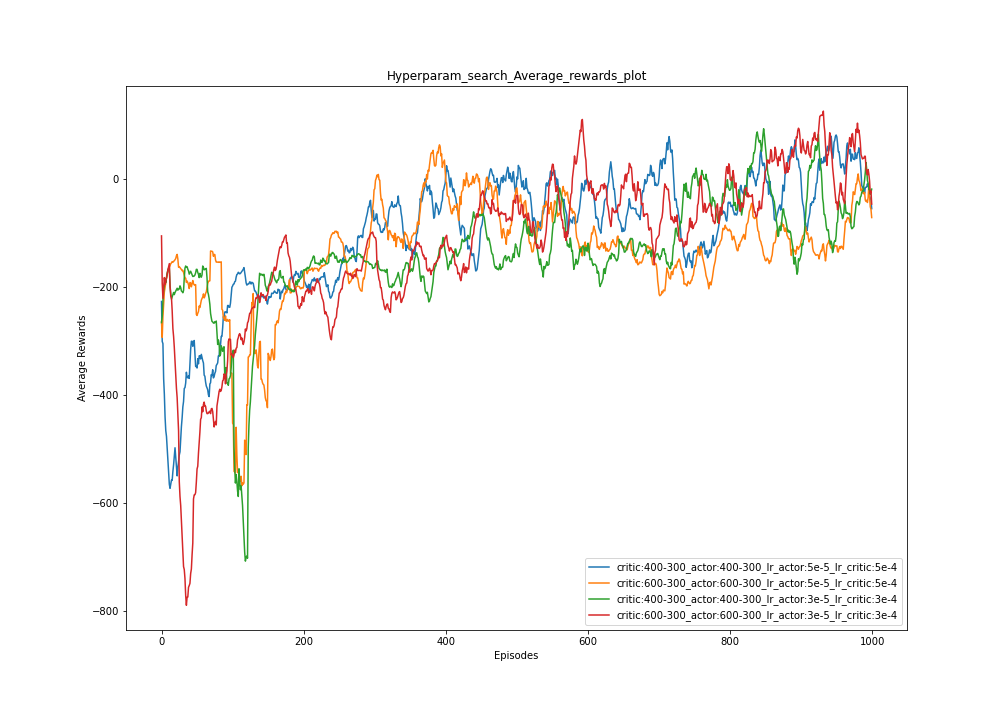 Hyperparam_search_Average_rewards_plot
Average Rewards
0
−200
−400
−600
−800
0 200 400 600 800 1000
Episodes
critic:400-300_actor:400-300_lr_actor:5e-5_lr_critic:5e-4
critic:600-300_actor:600-300_lr_actor:5e-5_lr_critic:5e-4
critic:400-300_actor:400-300_lr_actor:3e-5_lr_critic:3e-4
critic:600-300_actor:600-300_lr_actor:3e-5_lr_critic:3e-4